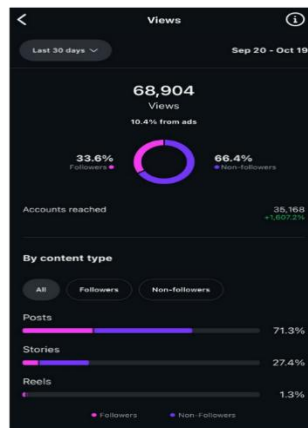 Views
Last 30 days
Sep 20 - Oct 19
68,904
Views
10.4% from ads
33.6%
Followers
66.4%
Non-followers
Accounts reached
35,168
+1,607.2%
By content type
All
Followers
Non-followers
Posts
71.3%
Stories
27.4%
Reels
1.3%
Followers
Non-Followers